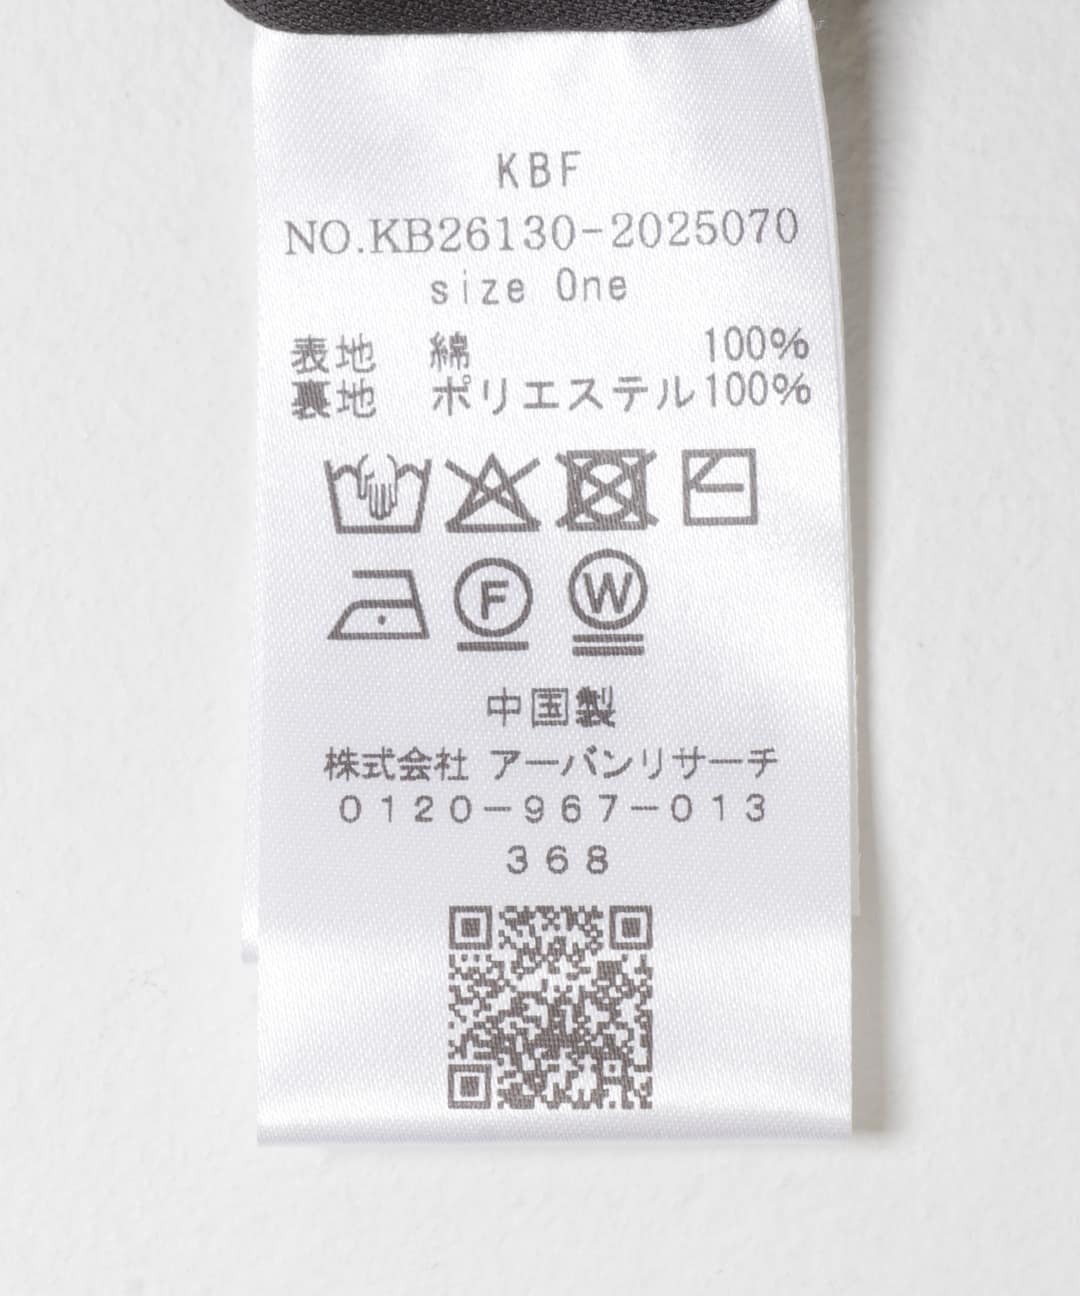 KBF
NO.KB26130-2025070
size One
表地 綿 100%
裏地 ポリエステル100%
F W
中国製
株式会社 アーバンリサーチ
0120-967-013
368